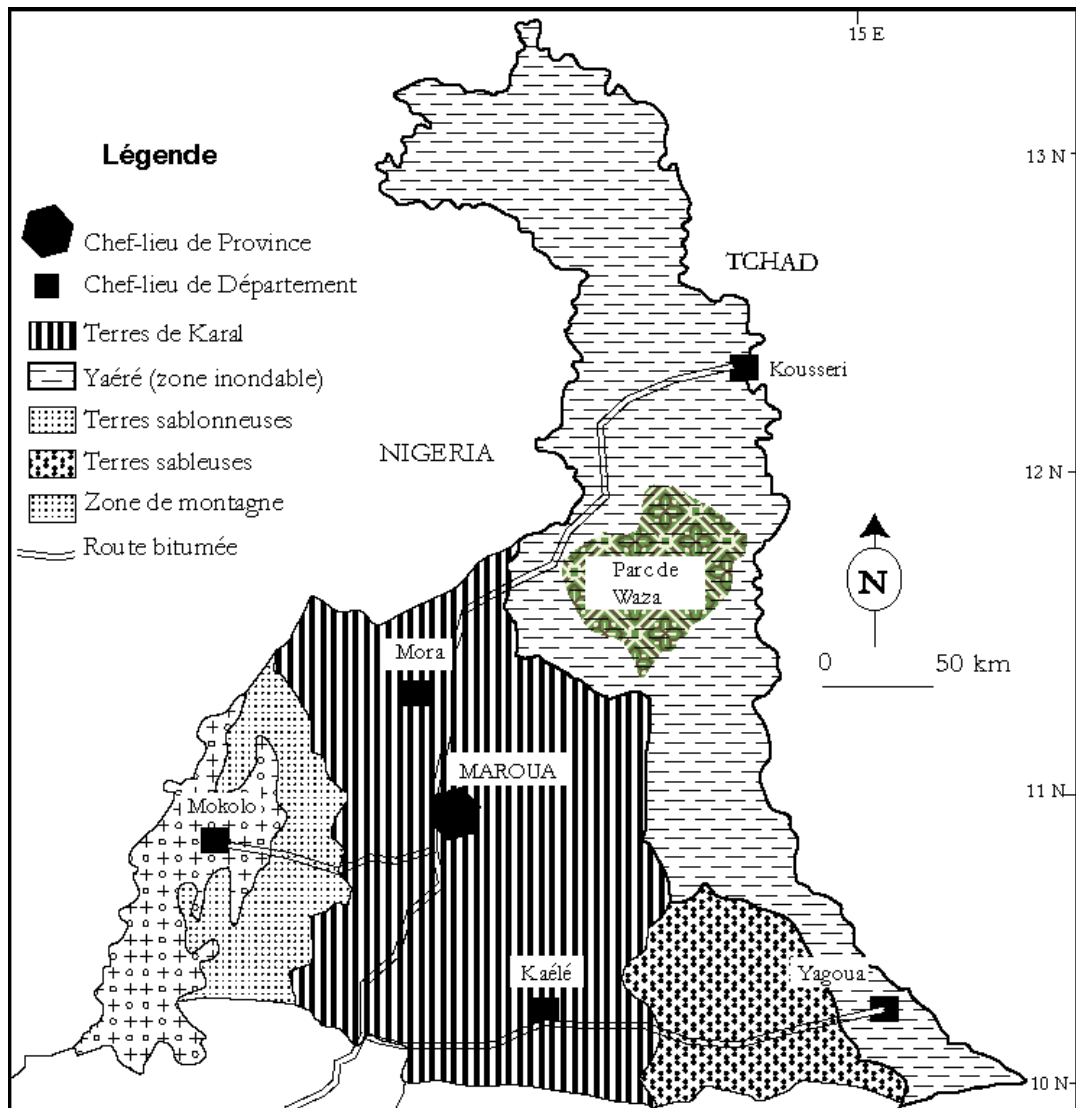 15 E
Légende
13 N
Chef-lieu de Province
TCHAD
Chef-lieu de Département
Terres de Karal
Yaéré (zone inondable)
Kousseri
Terres sablonneuses
NIGERIA
Terres sableuses
12 N
Zone de montagne
Route bitumée
Parc de
Waza
N
Mora
0 50 km
MAROUA
11 N
Mokolo
Kaélé
Yagoua
10 N